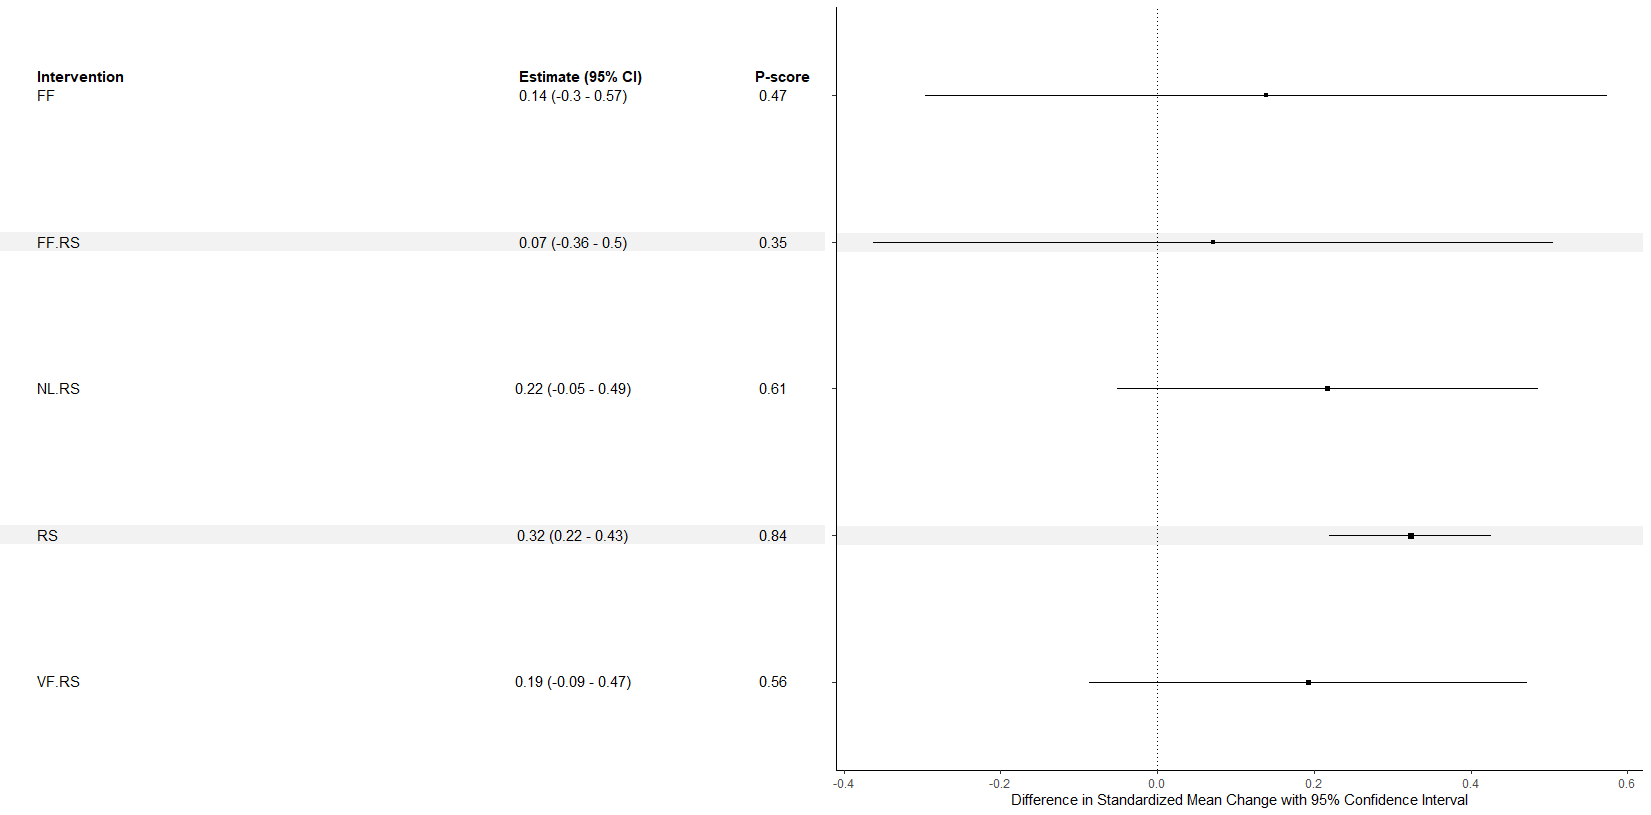 Intervention Estimate (95% CI) P-score
FF 0.14 (-0.3 - 0.57) 0.47
FF.RS 0.07 (-0.36 - 0.5) 0.35
NL.RS 0.22 (-0.05 - 0.49) 0.61
RS 0.32 (0.22 - 0.43) 0.84
VF.RS 0.19 (-0.09 - 0.47) 0.56
-0.4 -0.2 0.0 0.2 0.4 0.6
Difference in Standardized Mean Change with 95% Confidence Interval